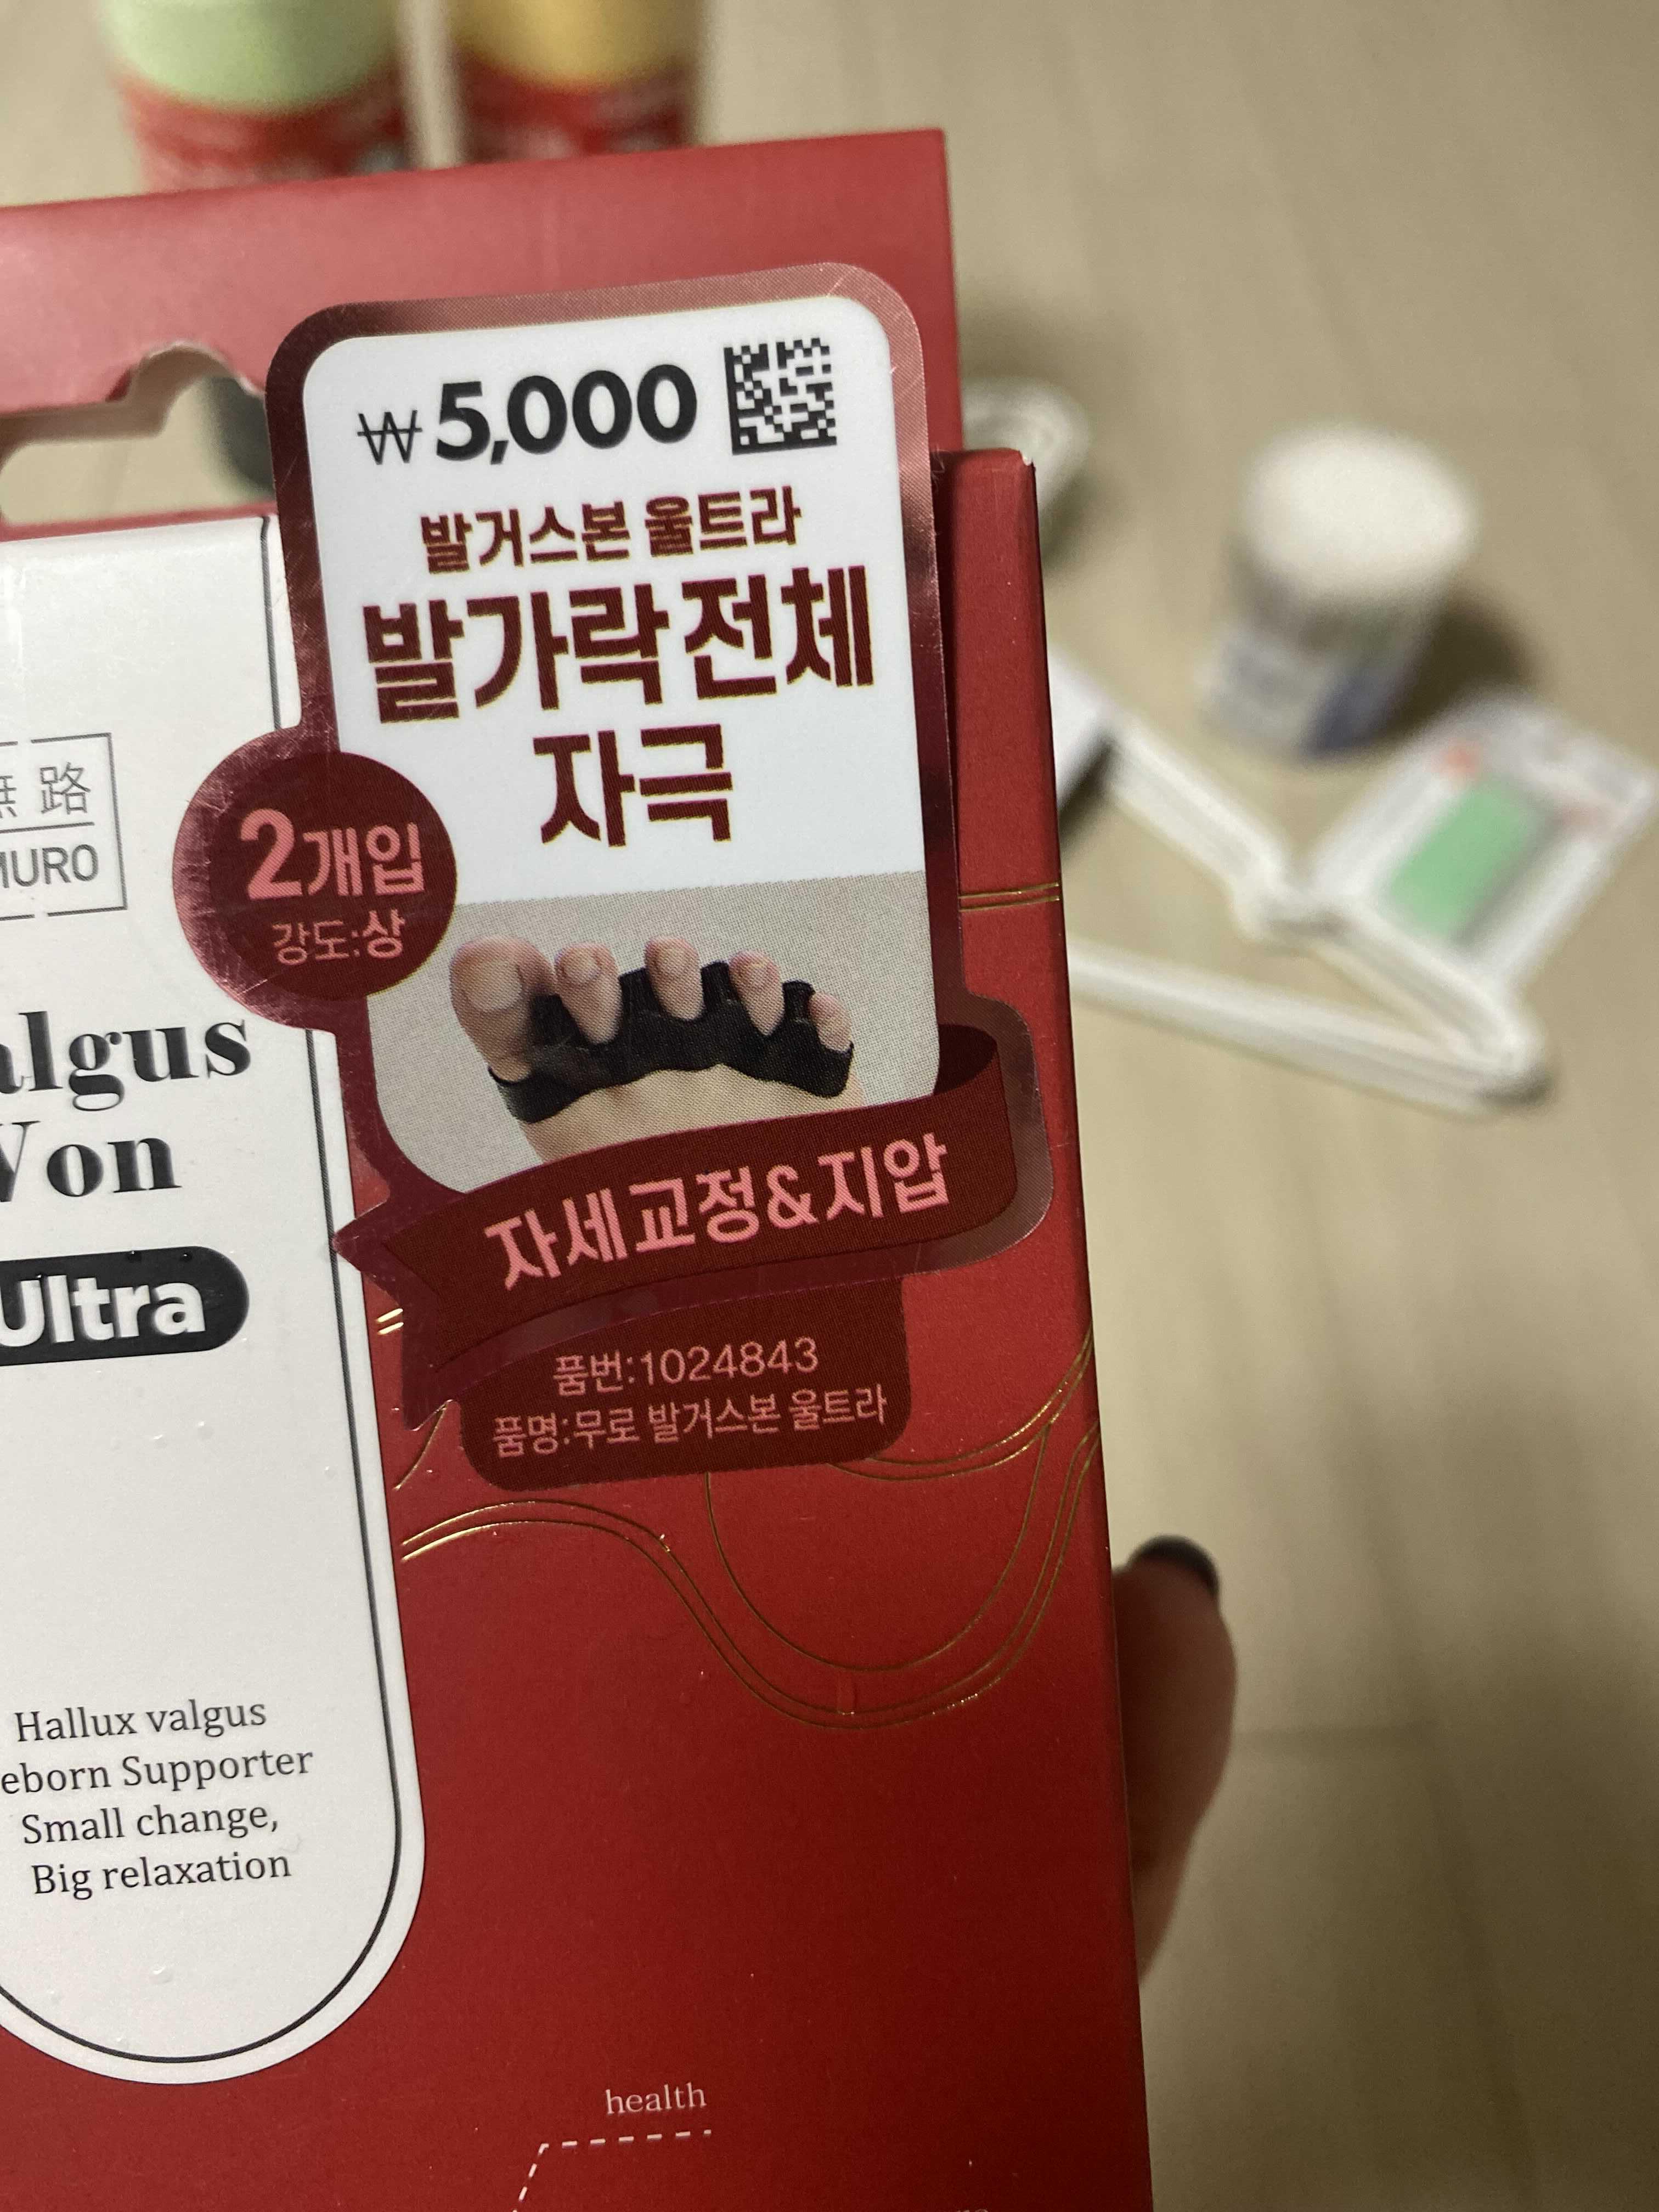 ₩5,000
발거스본 울트라
발가락전체
자극
2개입
강도:상
자세교정&지압
품번:1024843
품명:무로 발거스본 울트라
無 路
MURO
algus
Von
Ultra
Hallux valgus
eborn Supporter
Small change,
Big relaxation
health